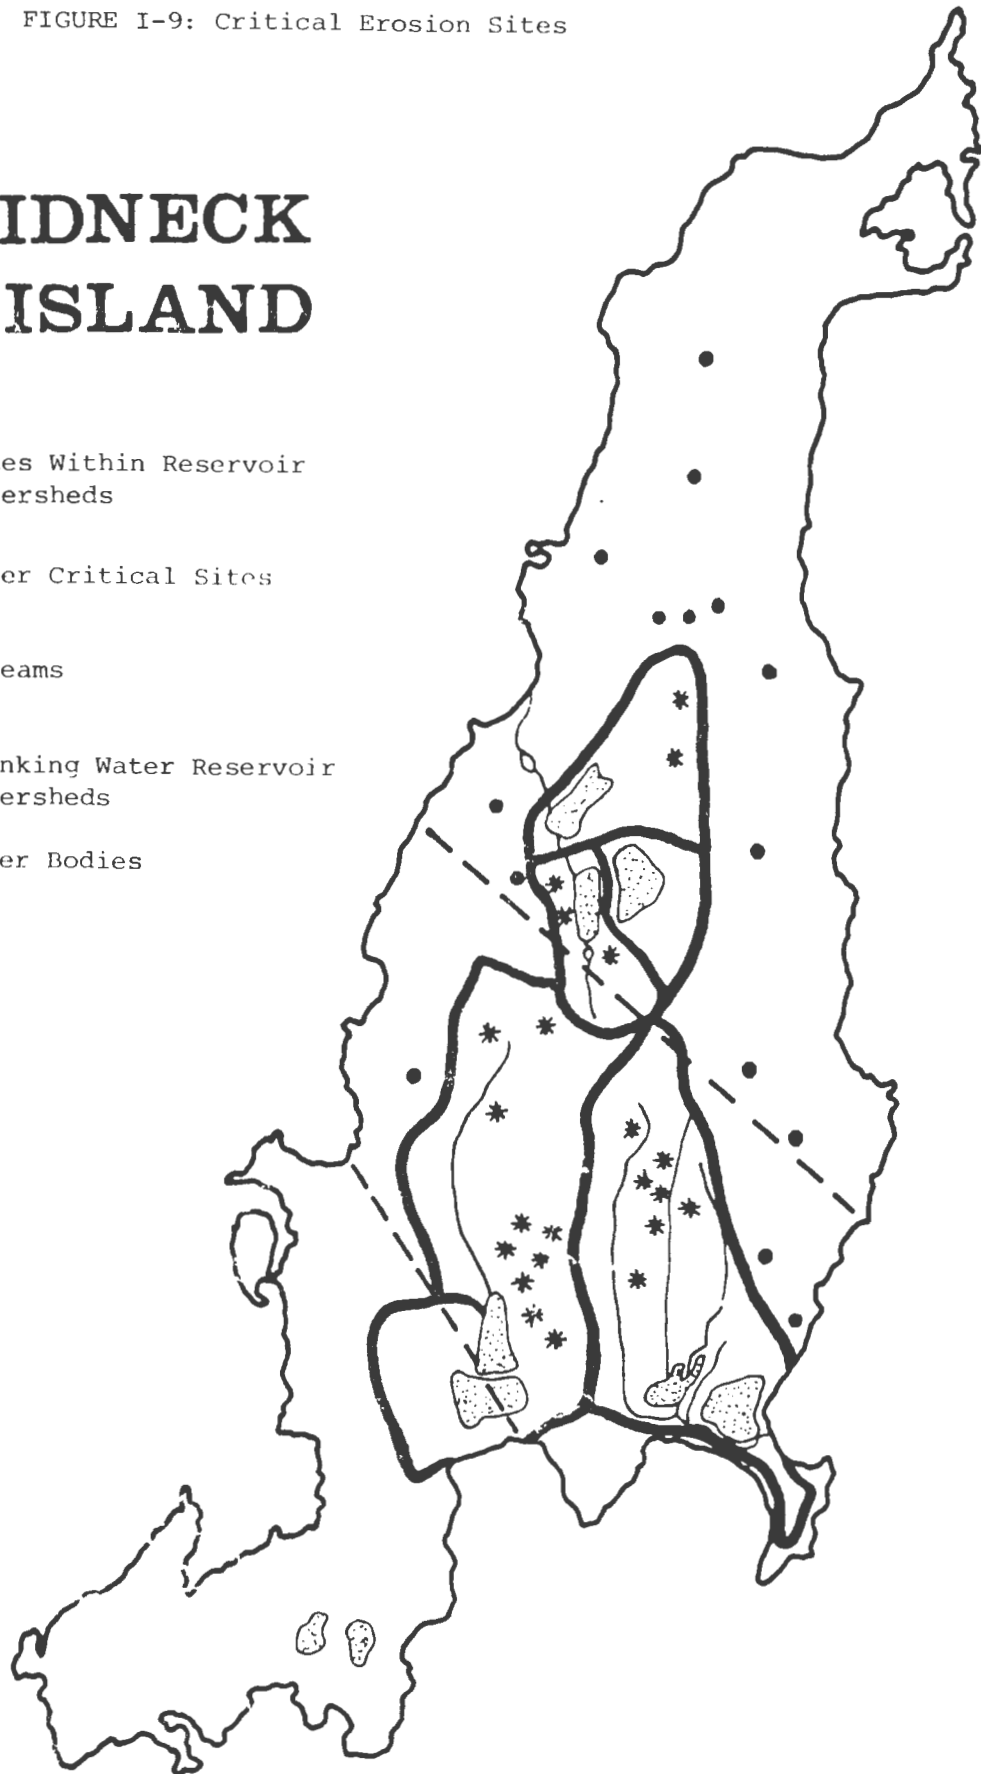 FIGURE I-9: Critical Erosion Sites
IDNECK
ISLAND
es Within Reservoir
ersheds
er Critical Sites
eams
nking Water Reservoir
ersheds
er Bodies